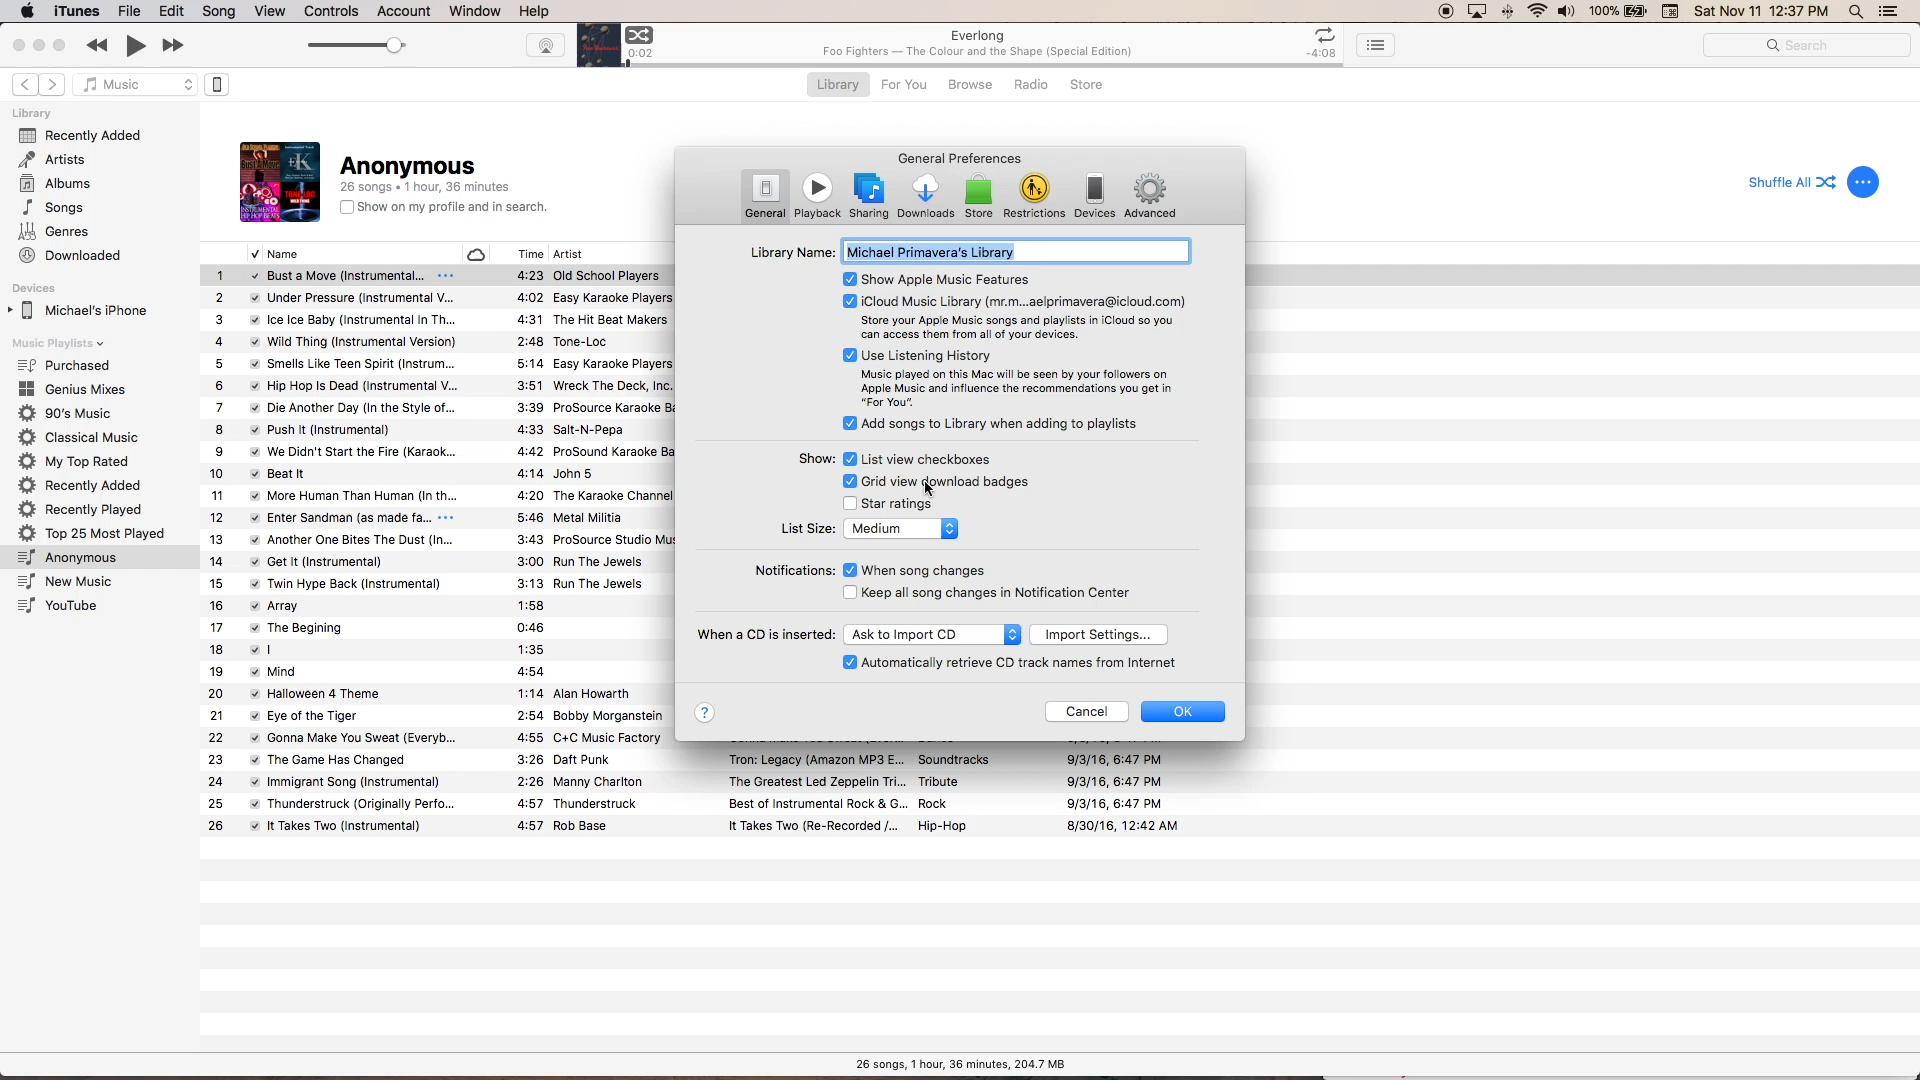 iTunes File Edit Song View Controls Account Window Help
100% Sat Nov 11 12:37 PM
Everlong
0:02 Foo Fighters — The Colour and the Shape (Special Edition) -4:08
Search
Music
Library For You Browse Radio Store
Library
Recently Added
Artists
Albums
Songs
Genres
Downloaded
Devices
Michael's iPhone
Music Playlists
Purchased
Genius Mixes
90's Music
Classical Music
My Top Rated
Recently Added
Recently Played
Top 25 Most Played
Anonymous
New Music
YouTube
Anonymous
26 songs • 1 hour, 36 minutes
Show on my profile and in search.
Shuffle All
Name Time Artist
1 Bust a Move (Instrumental... 4:23 Old School Players
2 Under Pressure (Instrumental V... 4:02 Easy Karaoke Players
3 Ice Ice Baby (Instrumental In Th... 4:31 The Hit Beat Makers
4 Wild Thing (Instrumental Version) 2:48 Tone-Loc
5 Smells Like Teen Spirit (Instrum... 5:14 Easy Karaoke Players
6 Hip Hop Is Dead (Instrumental V... 3:51 Wreck The Deck, Inc.
7 Die Another Day (In the Style of... 3:39 ProSource Karaoke Ba
8 Push It (Instrumental) 4:33 Salt-N-Pepa
9 We Didn't Start the Fire (Karaok... 4:42 ProSound Karaoke Ba
10 Beat It 4:14 John 5
11 More Human Than Human (In th... 4:20 The Karaoke Channel
12 Enter Sandman (as made fa... 5:46 Metal Militia
13 Another One Bites The Dust (In... 3:43 ProSource Studio Mus
14 Get It (Instrumental) 3:00 Run The Jewels
15 Twin Hype Back (Instrumental) 3:13 Run The Jewels
16 Array 1:58
17 The Begining 0:46
18 I 1:35
19 Mind 4:54
20 Halloween 4 Theme 1:14 Alan Howarth
21 Eye of the Tiger 2:54 Bobby Morganstein
22 Gonna Make You Sweat (Everyb... 4:55 C+C Music Factory
23 The Game Has Changed 3:26 Daft Punk Tron: Legacy (Amazon MP3 E... Soundtracks 9/3/16, 6:47 PM
24 Immigrant Song (Instrumental) 2:26 Manny Charlton The Greatest Led Zeppelin Tri... Tribute 9/3/16, 6:47 PM
25 Thunderstruck (Originally Perfo... 4:57 Thunderstruck Best of Instrumental Rock & G... Rock 9/3/16, 6:47 PM
26 It Takes Two (Instrumental) 4:57 Rob Base It Takes Two (Re-Recorded /... Hip-Hop 8/30/16, 12:42 AM
General Preferences
General Playback Sharing Downloads Store Restrictions Devices Advanced
Library Name: Michael Primavera's Library
Show Apple Music Features
iCloud Music Library (mr.m...aelprimavera@icloud.com)
Store your Apple Music songs and playlists in iCloud so you
can access them from all of your devices.
Use Listening History
Music played on this Mac will be seen by your followers on
Apple Music and influence the recommendations you get in
“For You”.
Add songs to Library when adding to playlists
Show: List view checkboxes
Grid view download badges
Star ratings
List Size: Medium
Notifications: When song changes
Keep all song changes in Notification Center
When a CD is inserted: Ask to Import CD Import Settings...
Automatically retrieve CD track names from Internet
? Cancel OK
26 songs, 1 hour, 36 minutes, 204.7 MB